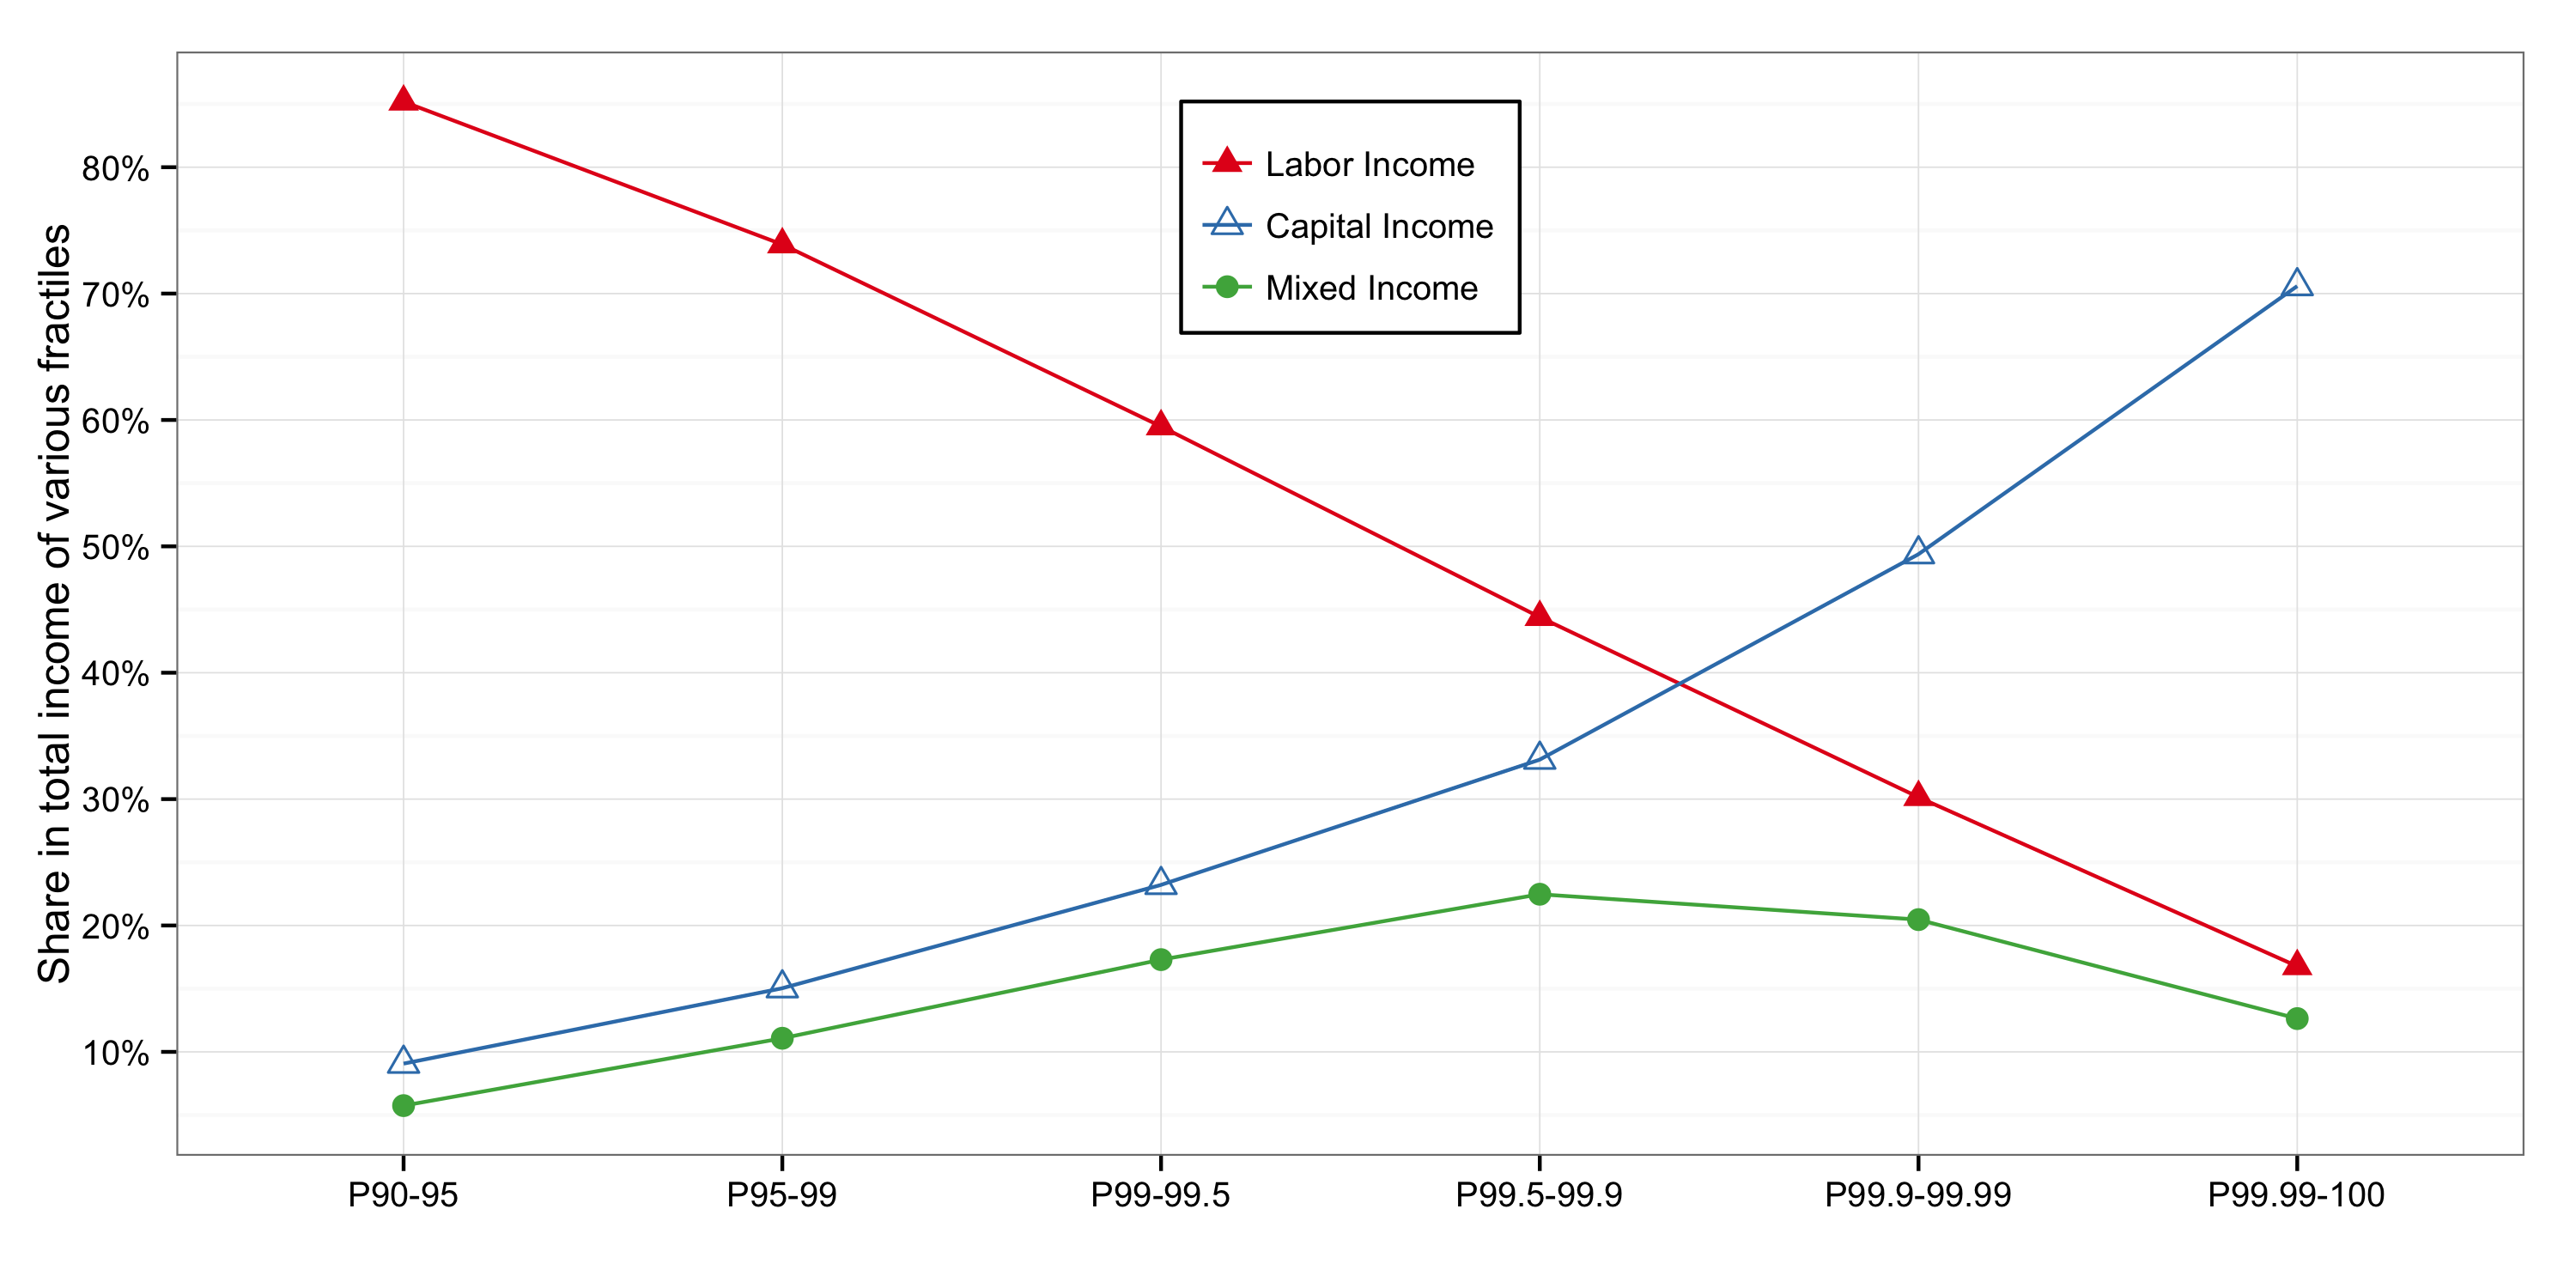 Share in total income of various fractiles
80%
70%
60%
50%
40%
30%
20%
10%
Labor Income
Capital Income
Mixed Income
P90-95
P95-99
P99-99.5
P99.5-99.9
P99.9-99.99
P99.99-100